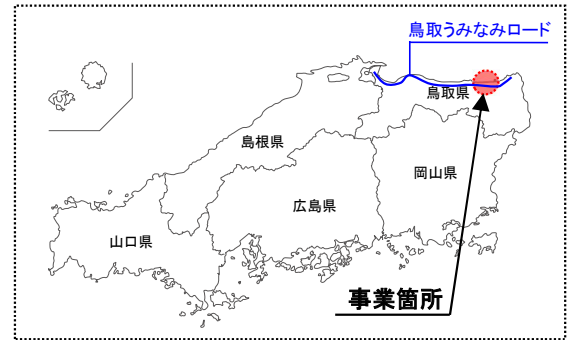 鳥取うみなみロード
鳥取県
島根県
岡山県
広島県
山口県
事業箇所